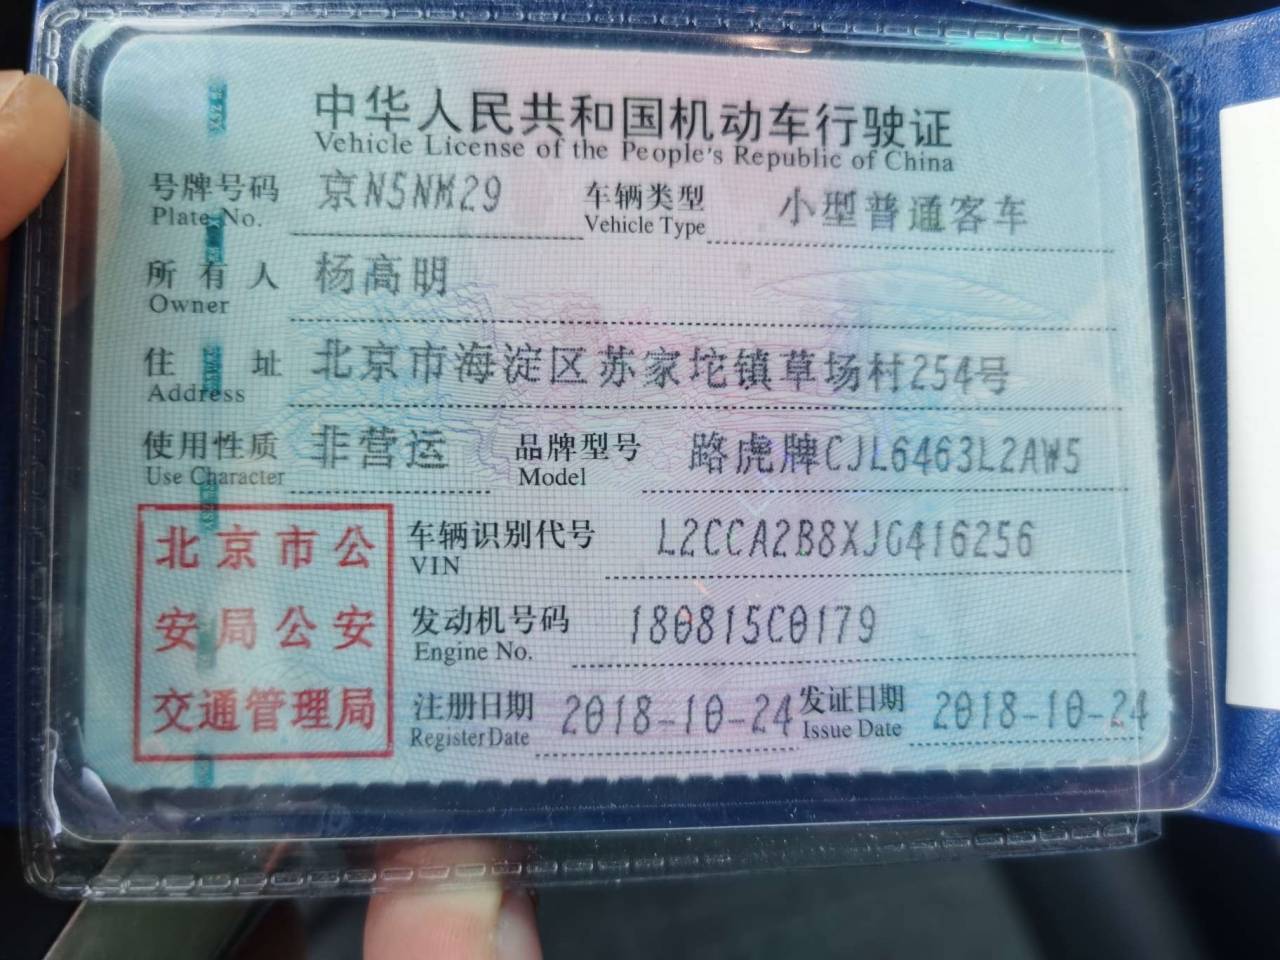 中华人民共和国机动车行驶证
Vehicle License of the People's Republic of China
号牌号码 京N5NM29 车辆类型 小型普通客车
Plate No. Vehicle Type
所有人 杨高明
Owner
住址 北京市海淀区苏家坨镇草场村254号
Address
使用性质 非营运 品牌型号 路虎牌CJL6463L2AW5
Use Character Model
北京市公
安局公安
交通管理局
车辆识别代号 L2CCA2B8XJG416256
VIN
发动机号码 180815C0179
Engine No.
注册日期 2018-10-24 发证日期 2018-10-24
Register Date Issue Date